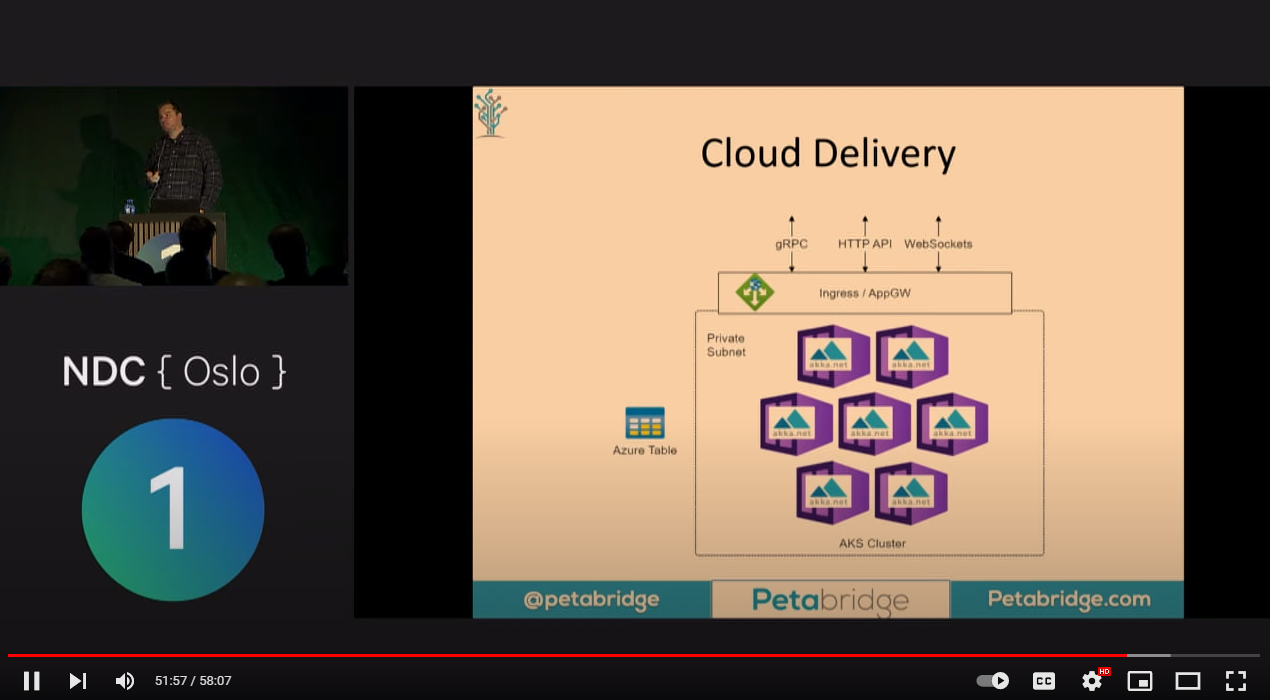 Cloud Delivery
gRPC
HTTP API
WebSockets
Ingress / AppGW
Private
Subnet
akka.net
akka.net
akka.net
akka.net
akka.net
akka.net
akka.net
Azure Table
AKS Cluster
@petabridge
Petabridge
Petabridge.com
NDC { Oslo }
1
51:57 / 58:07
CC
HD